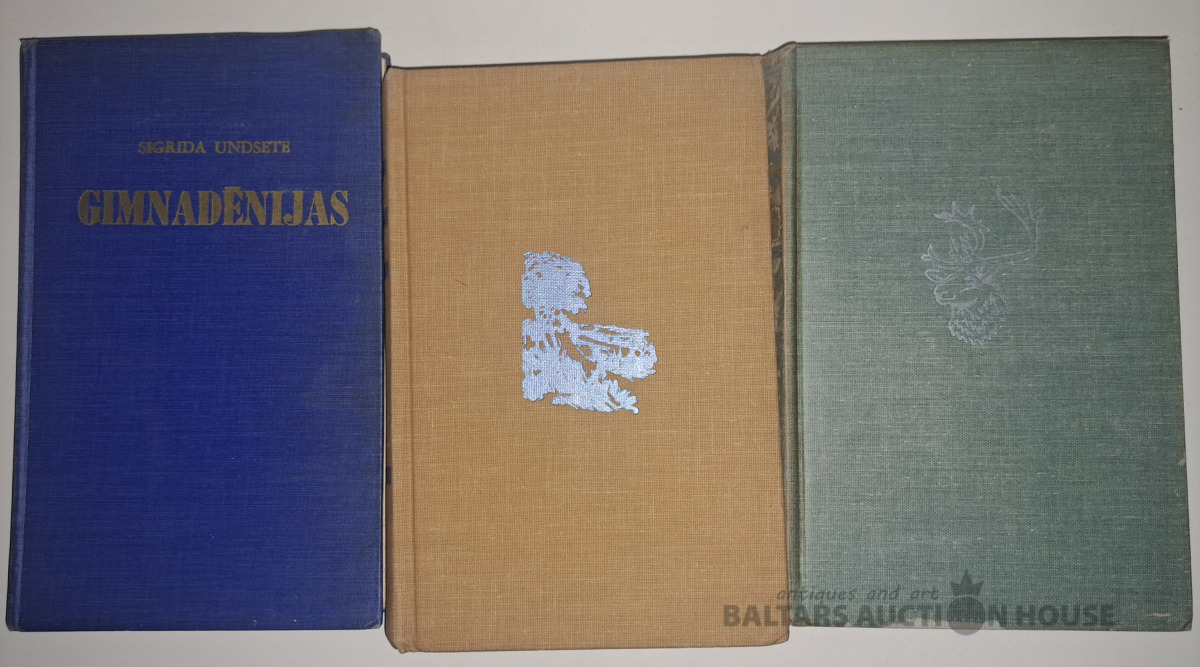 SIGRIDA UNDSETE
GIMNADĒNIJAS
antiques and art
BALTARS AUCTION HOUSE